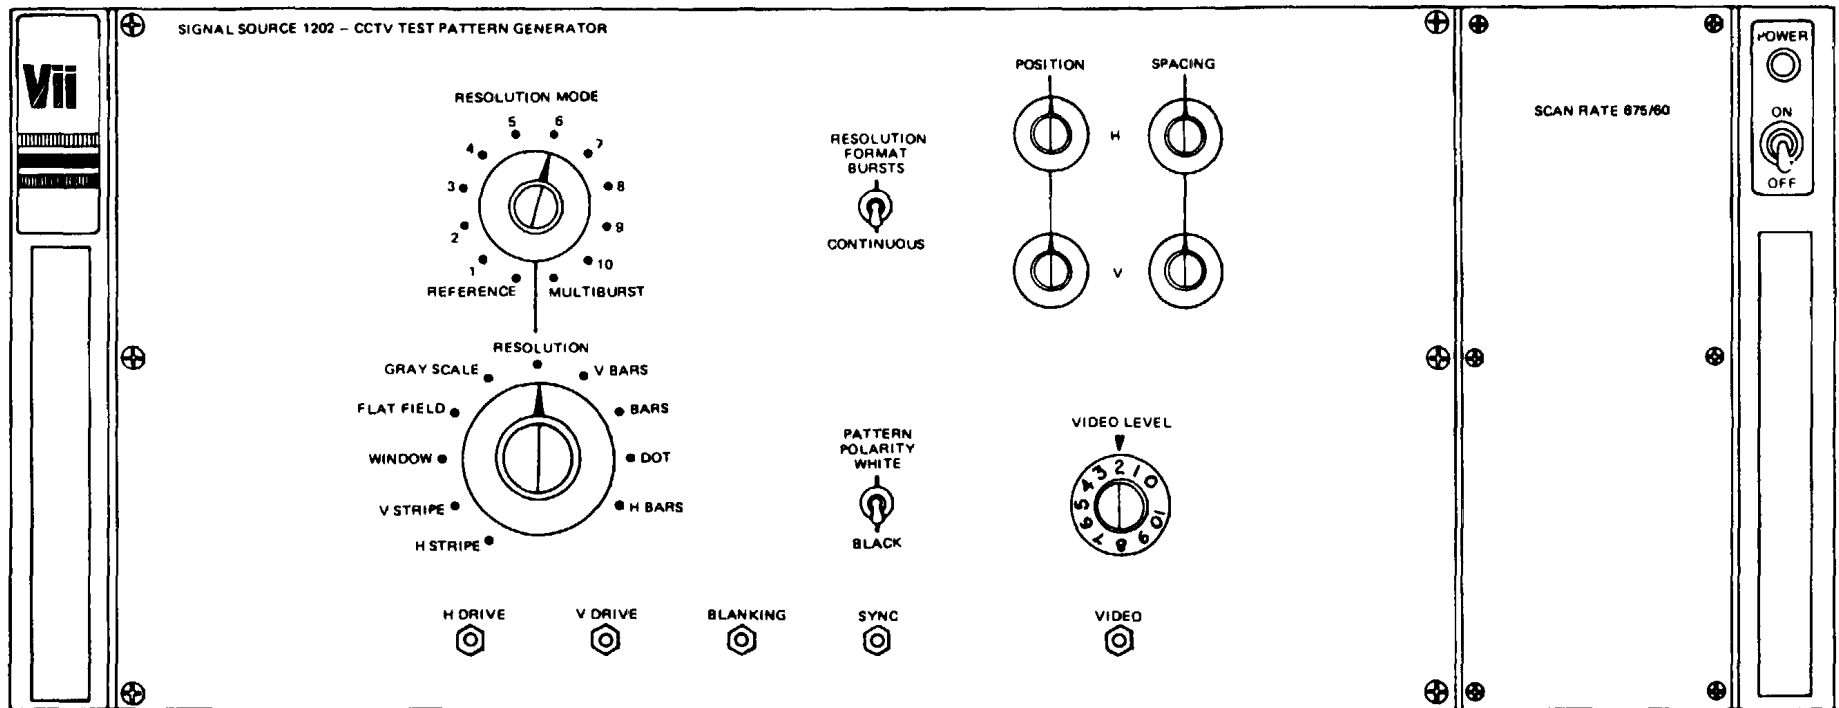 SIGNAL SOURCE 1202 – CCTV TEST PATTERN GENERATOR
Vii
RESOLUTION MODE
5
6
4
7
3
8
2
9
1
10
REFERENCE
MULTIBURST
RESOLUTION
FORMAT
BURSTS
CONTINUOUS
POSITION
SPACING
H
V
SCAN RATE 675/60
POWER
ON
OFF
RESOLUTION
GRAY SCALE
V BARS
FLAT FIELD
BARS
WINDOW
DOT
V STRIPE
H BARS
H STRIPE
PATTERN
POLARITY
WHITE
BLACK
VIDEO LEVEL
0
1
2
3
4
5
6
7
8
9
10
H DRIVE
V DRIVE
BLANKING
SYNC
VIDEO